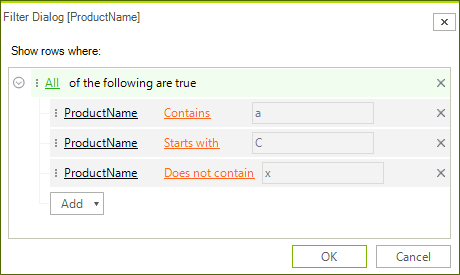 Filter Dialog [ProductName]
Show rows where:
All of the following are true
ProductName Contains a
ProductName Starts with C
ProductName Does not contain x
Add
OK Cancel